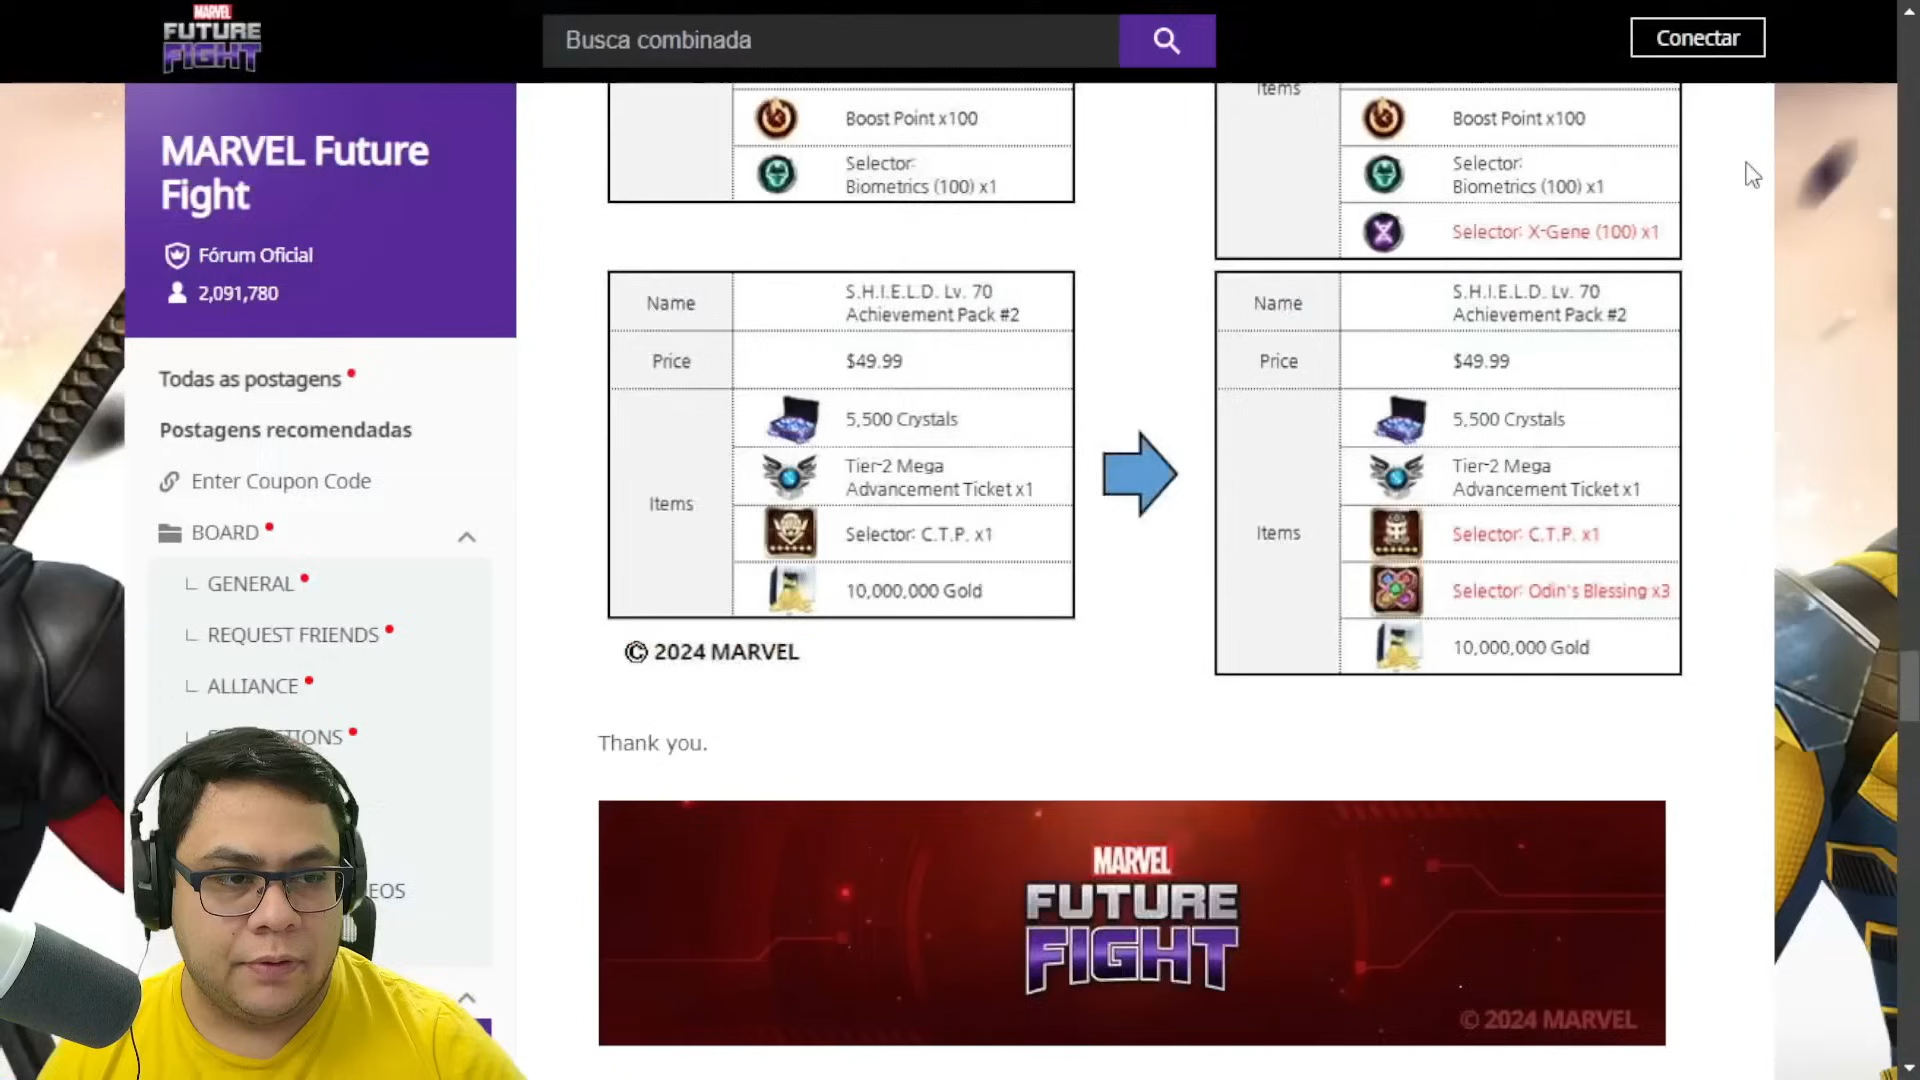 MARVEL
FUTURE
FIGHT
Busca combinada
Conectar
MARVEL Future
Fight
Fórum Oficial
2,091,780
Todas as postagens
Postagens recomendadas
Enter Coupon Code
BOARD
GENERAL
REQUEST FRIENDS
ALLIANCE
Boost Point x100
Selector:
Biometrics (100) x1
Name
S.H.I.E.L.D. Lv. 70
Achievement Pack #2
Price
$49.99
Items
5,500 Crystals
Tier-2 Mega
Advancement Ticket x1
Selector: C.T.P. x1
10,000,000 Gold
© 2024 MARVEL
Items
Boost Point x100
Selector:
Biometrics (100) x1
Selector: X-Gene (100) x1
Name
S.H.I.E.L.D. Lv. 70
Achievement Pack #2
Price
$49.99
Items
5,500 Crystals
Tier-2 Mega
Advancement Ticket x1
Selector: C.T.P. x1
Selector: Odin's Blessing x3
10,000,000 Gold
Thank you.
MARVEL
FUTURE
FIGHT
© 2024 MARVEL